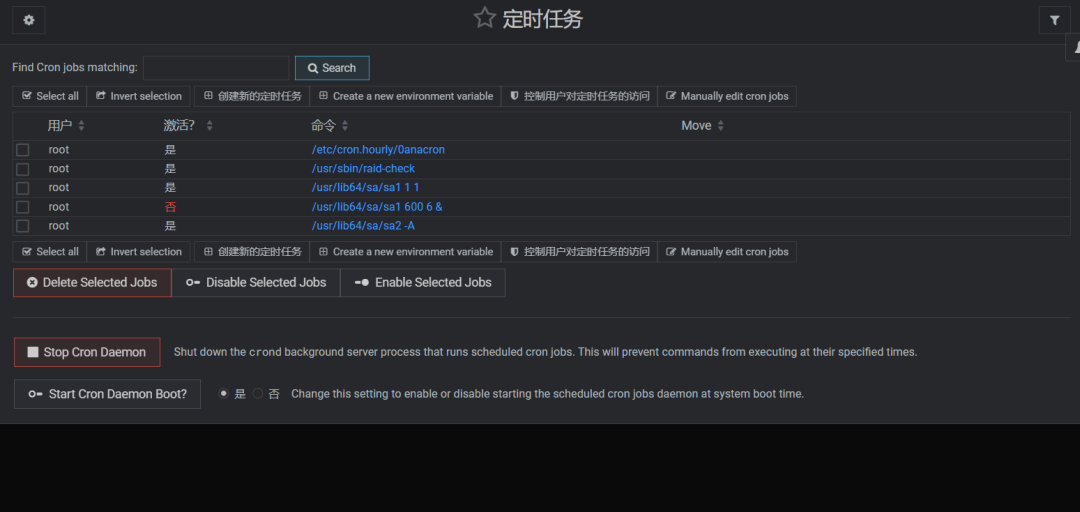 定时任务
Find Cron jobs matching: Search
Select all Invert selection 创建新的定时任务 Create a new environment variable 控制用户对定时任务的访问 Manually edit cron jobs
用户 激活？ 命令 Move
root 是 /etc/cron.hourly/0anacron
root 是 /usr/sbin/raid-check
root 是 /usr/lib64/sa/sa1 1 1
root 否 /usr/lib64/sa/sa1 600 6 &
root 是 /usr/lib64/sa/sa2 -A
Select all Invert selection 创建新的定时任务 Create a new environment variable 控制用户对定时任务的访问 Manually edit cron jobs
Delete Selected Jobs Disable Selected Jobs Enable Selected Jobs
Stop Cron Daemon Shut down the crond background server process that runs scheduled cron jobs. This will prevent commands from executing at their specified times.
Start Cron Daemon Boot? 是 否 Change this setting to enable or disable starting the scheduled cron jobs daemon at system boot time.